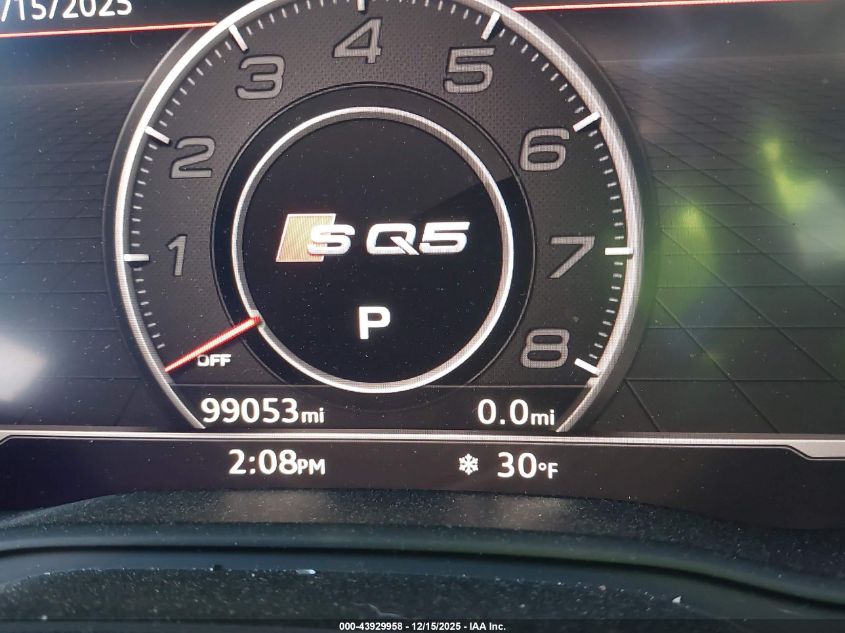 /15/2025
4
3 5
2 6
S SQ5
1 7
P
OFF 8
99053mi 0.0mi
2:08PM 30°F
000-43929958 - 12/15/2025 - IAA Inc.